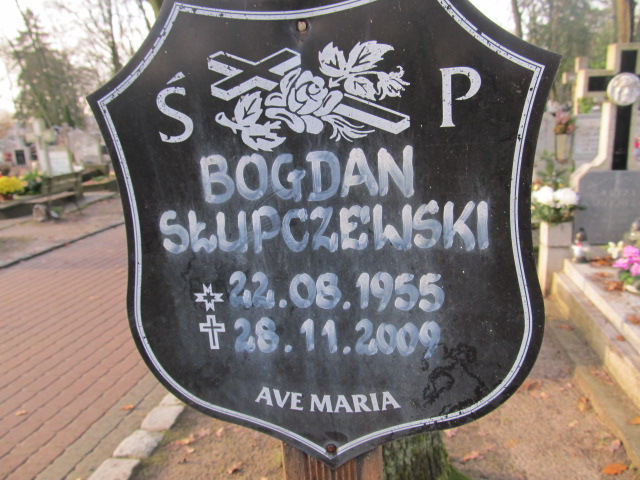 Ś P
BOGDAN
SŁUPCZEWSKI
22.08.1955
28.11.2009
AVE MARIA